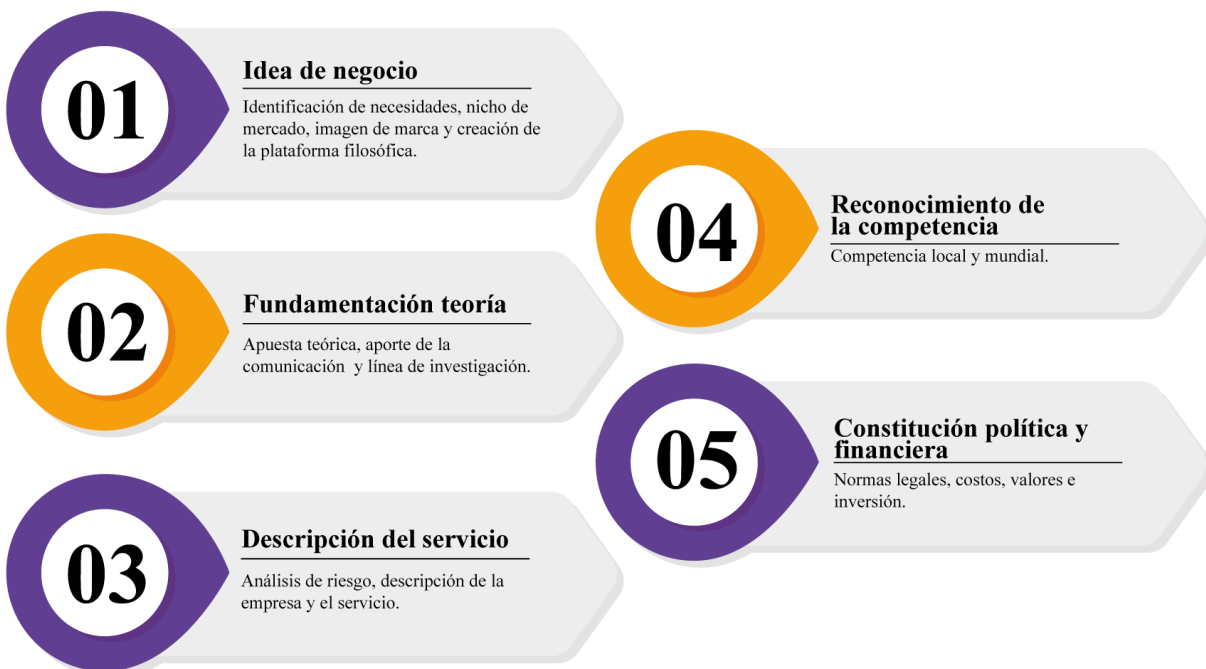 01
Idea de negocio
Identificación de necesidades, nicho de
mercado, imagen de marca y creación de
la plataforma filosófica.
02
Fundamentación teoría
Apuesta teórica, aporte de la
comunicación y línea de investigación.
03
Descripción del servicio
Análisis de riesgo, descripción de la
empresa y el servicio.
04
Reconocimiento de
la competencia
Competencia local y mundial.
05
Constitución política y
financiera
Normas legales, costos, valores e
inversión.